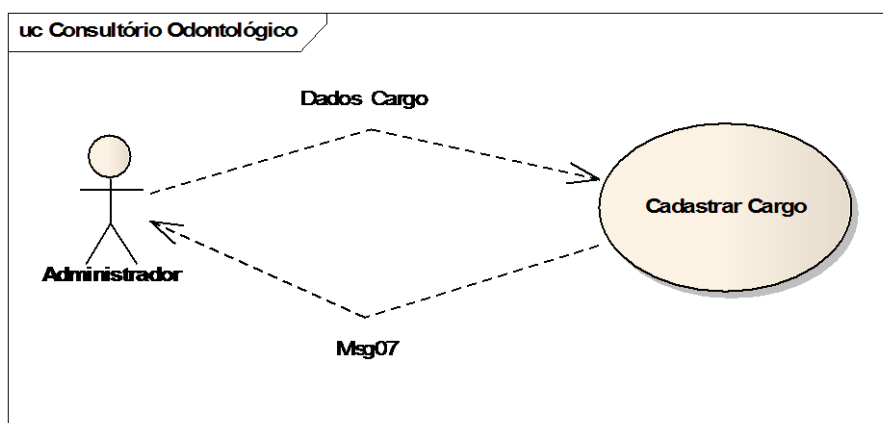 uc Consultório Odontológico
Dados Cargo
Cadastrar Cargo
Administrador
Msg07